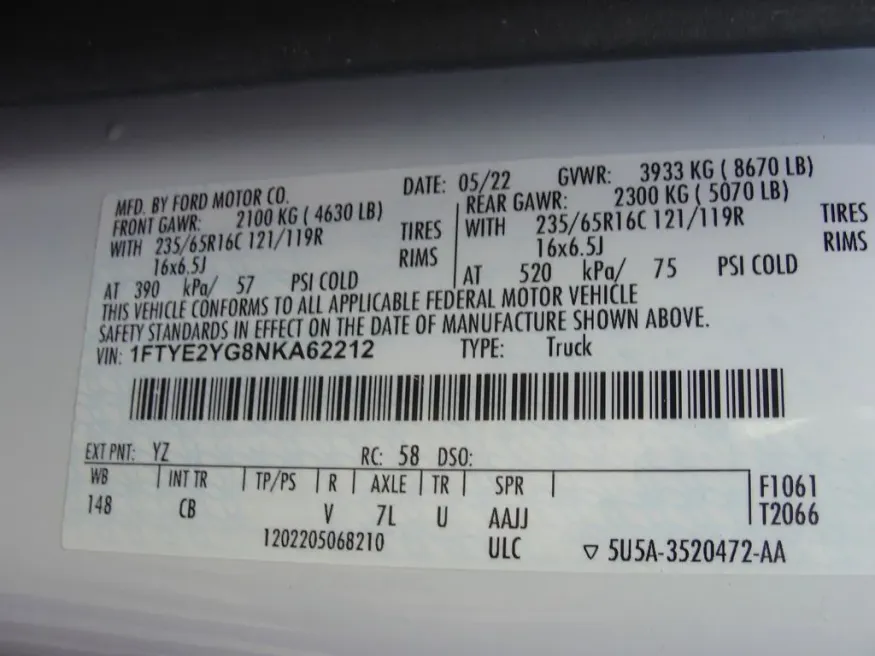 MFD. BY FORD MOTOR CO. DATE: 05/22 GVWR: 3933 KG ( 8670 LB)
FRONT GAWR: 2100 KG ( 4630 LB) REAR GAWR: 2300 KG ( 5070 LB)
WITH 235/65R16C 121/119R TIRES WITH 235/65R16C 121/119R TIRES
16x6.5J RIMS 16x6.5J RIMS
AT 390 kPa/ 57 PSI COLD AT 520 kPa/ 75 PSI COLD
THIS VEHICLE CONFORMS TO ALL APPLICABLE FEDERAL MOTOR VEHICLE
SAFETY STANDARDS IN EFFECT ON THE DATE OF MANUFACTURE SHOWN ABOVE.
VIN: 1FTYE2YG8NKA62212 TYPE: Truck
EXT PNT: YZ RC: 58 DSO:
WB INT TR TP/PS R AXLE TR SPR F1061
148 CB V 7L U AAJJ T2066
1202205068210 ULC ▽ 5U5A-3520472-AA